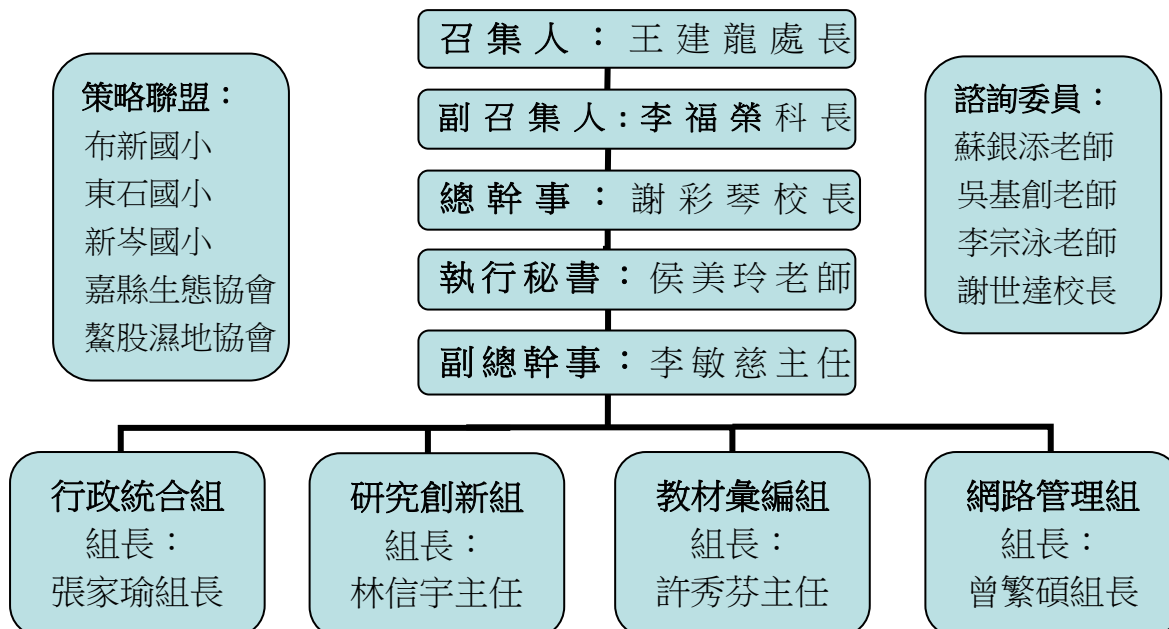 召集人：王建龍處長
副召集人:李福榮科長
總幹事：謝彩琴校長
執行秘書：侯美玲老師
副總幹事：李敏慈主任
策略聯盟：
布新國小
東石國小
新岑國小
嘉縣生態協會
鰲股濕地協會
諮詢委員：
蘇銀添老師
吳基創老師
李宗泳老師
謝世達校長
行政統合組
組長：
張家瑜組長
研究創新組
組長：
林信宇主任
教材彙編組
組長：
許秀芬主任
網路管理組
組長：
曾繁碩組長